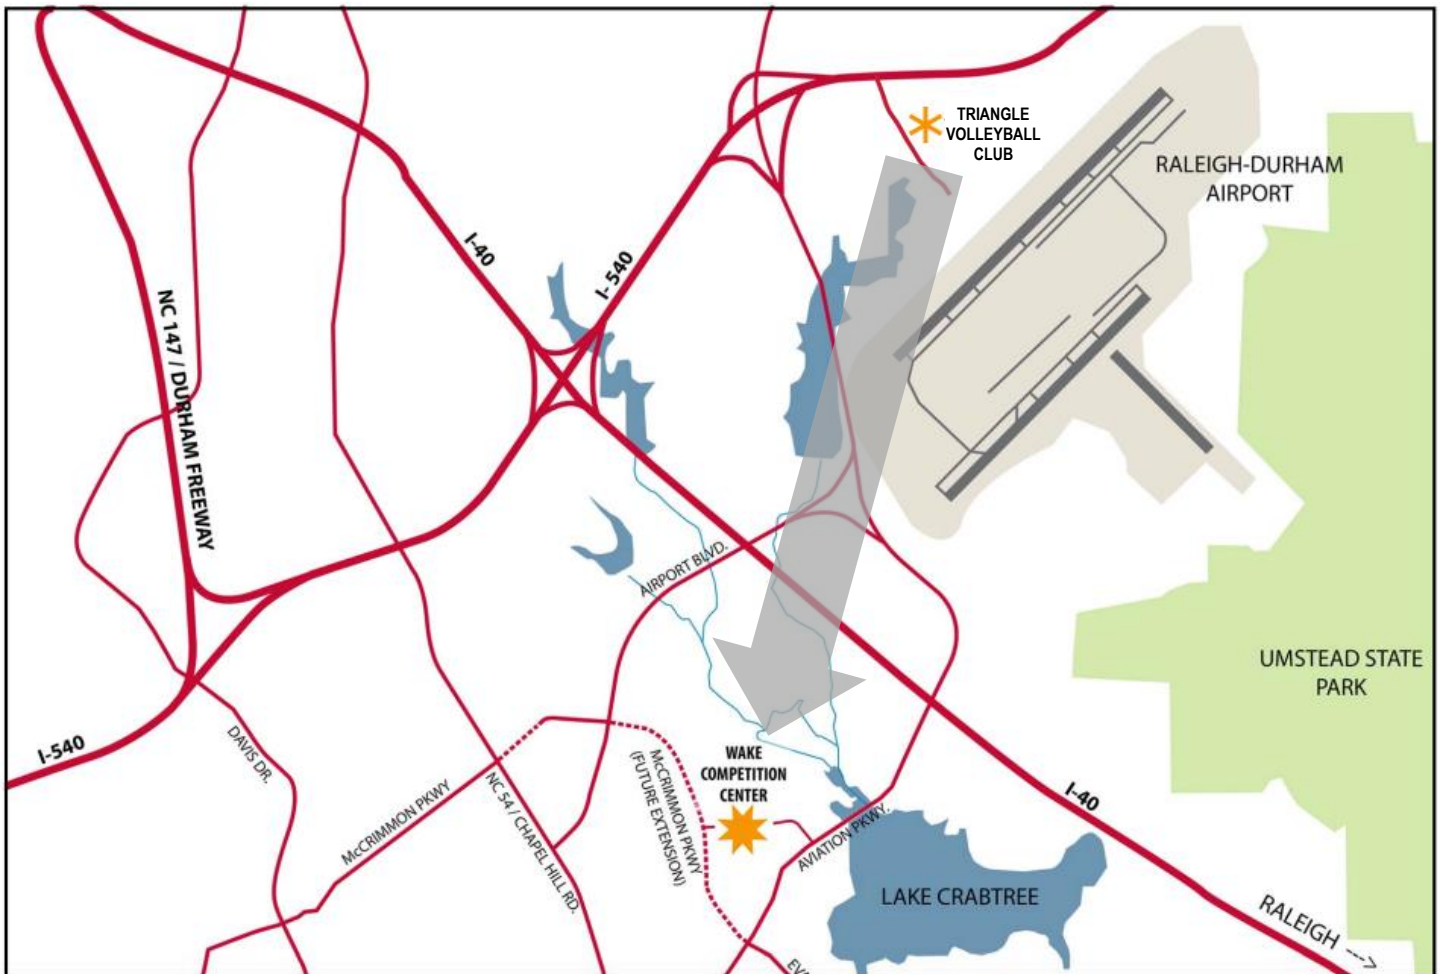 TRIANGLE
VOLLEYBALL
CLUB
RALEIGH-DURHAM
AIRPORT
I-40
I-540
NC 147 / DURHAM FREEWAY
AIRPORT BLVD.
UMSTEAD STATE
PARK
I-540
DAVIS DR.
McCRIMMON PKWY
NC 54 / CHAPEL HILL RD.
McCRIMMON PKWY
(FUTURE EXTENSION)
WAKE
COMPETITION
CENTER
I-40
AVIATION PKWY.
LAKE CRABTREE
RALEIGH